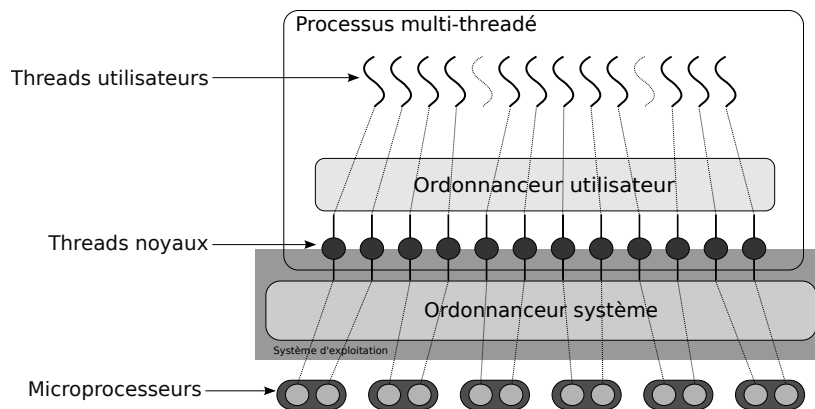 Processus multi-threadé
Threads utilisateurs
Ordonnanceur utilisateur
Threads noyaux
Ordonnanceur système
Système d'exploitation
Microprocesseurs